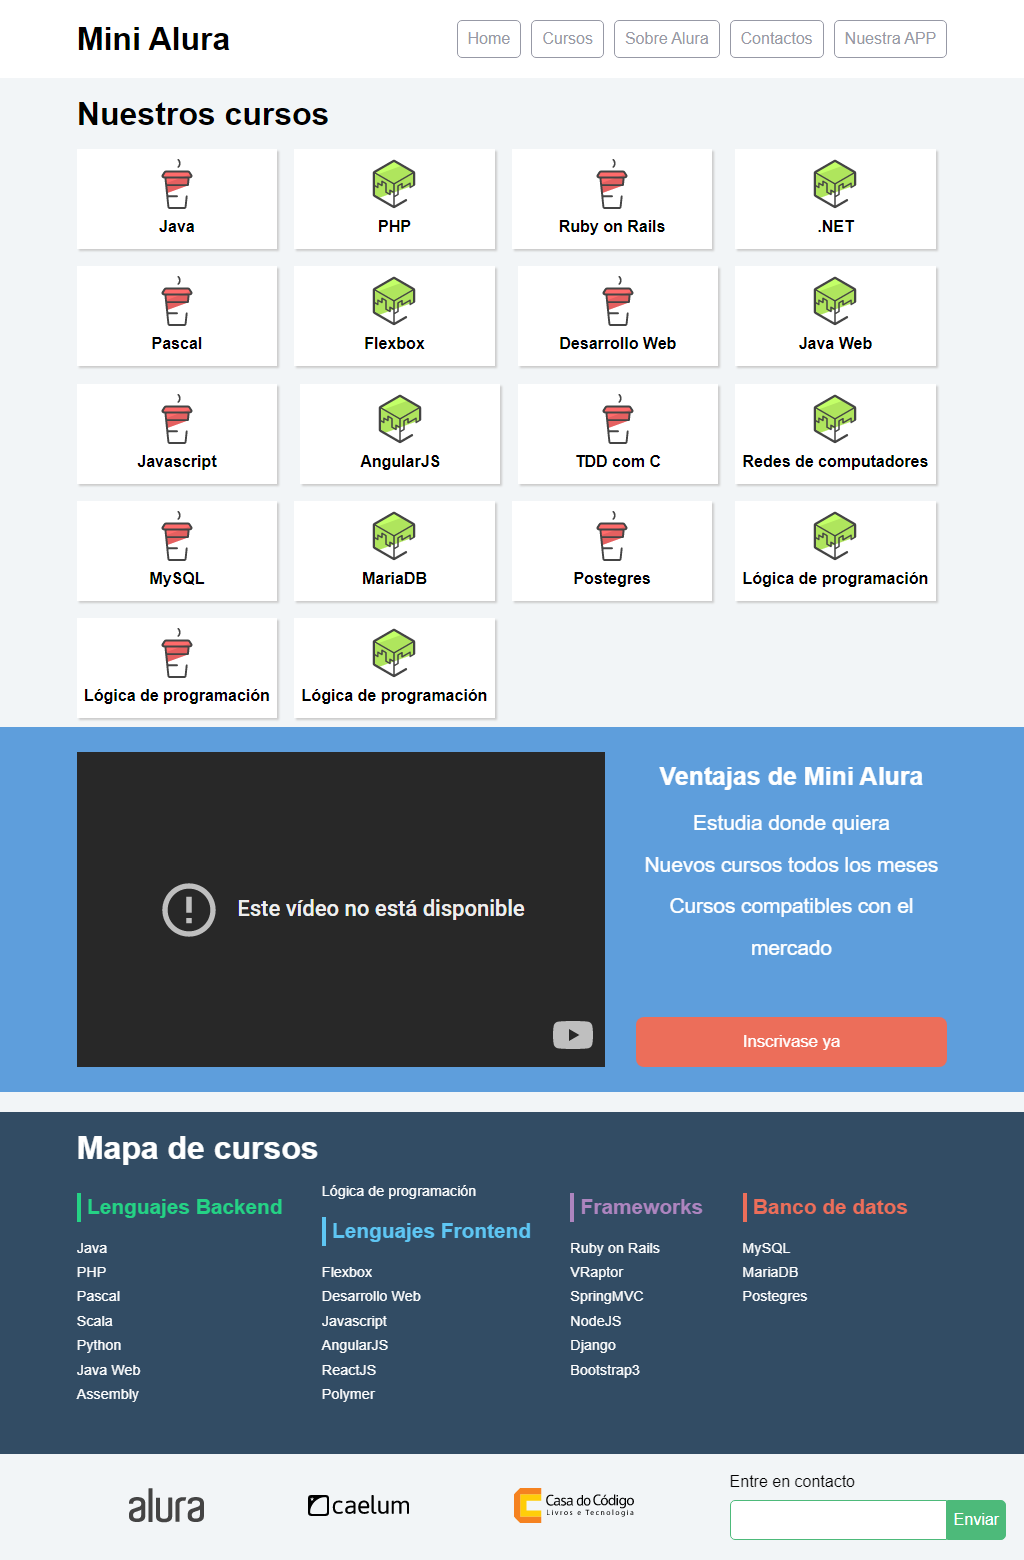 Mini Alura
Home
Cursos
Sobre Alura
Contactos
Nuestra APP
Nuestros cursos
Java
PHP
Ruby on Rails
.NET
Pascal
Flexbox
Desarrollo Web
Java Web
Javascript
AngularJS
TDD com C
Redes de computadores
MySQL
MariaDB
Postegres
Lógica de programación
Lógica de programación
Lógica de programación
Este vídeo no está disponible
Ventajas de Mini Alura
Estudia donde quiera
Nuevos cursos todos los meses
Cursos compatibles con el
mercado
Inscrivase ya
Mapa de cursos
Lenguajes Backend
Java
PHP
Pascal
Scala
Python
Java Web
Assembly
Lógica de programación
Lenguajes Frontend
Flexbox
Desarrollo Web
Javascript
AngularJS
ReactJS
Polymer
Frameworks
Ruby on Rails
VRaptor
SpringMVC
NodeJS
Django
Bootstrap3
Banco de datos
MySQL
MariaDB
Postegres
alura
caelum
Casa do Código
Livros e Tecnologia
Entre en contacto
Enviar